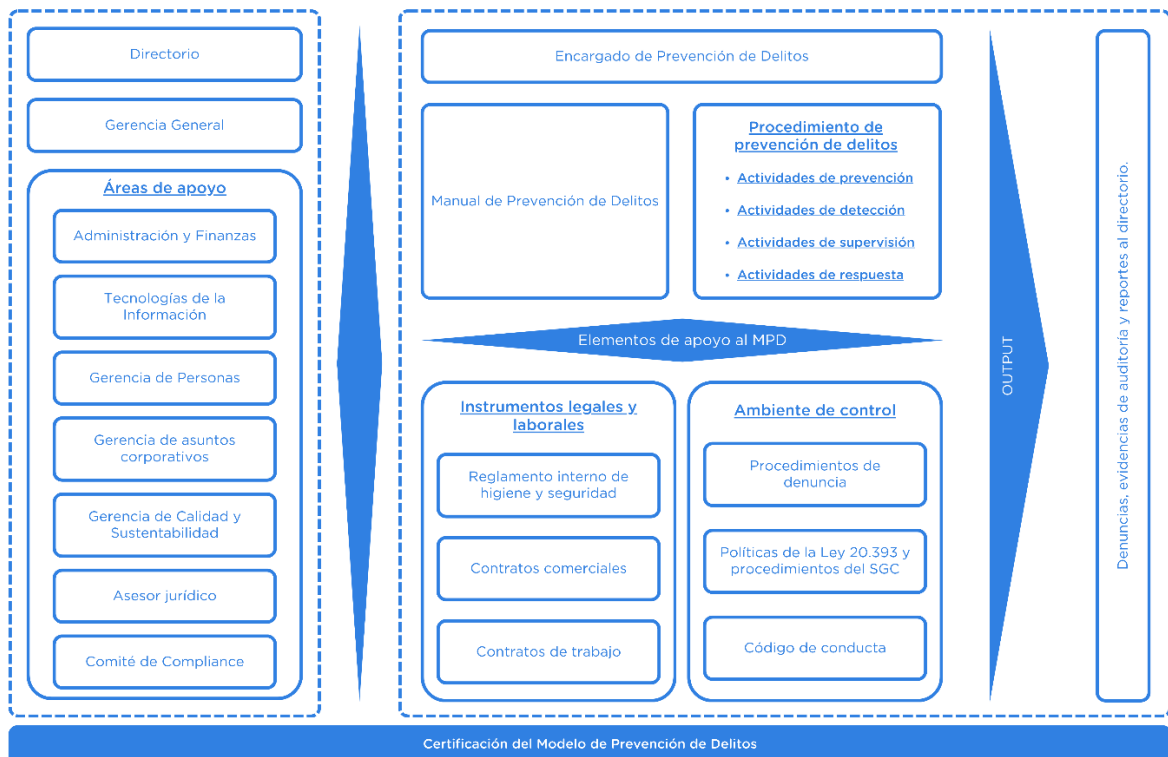 Directorio
Gerencia General
Áreas de apoyo
Administración y Finanzas
Tecnologías de la
Información
Gerencia de Personas
Gerencia de asuntos
corporativos
Gerencia de Calidad y
Sustentabilidad
Asesor jurídico
Comité de Compliance
Encargado de Prevención de Delitos
Manual de Prevención de Delitos
Procedimiento de
prevención de delitos
• Actividades de prevención
• Actividades de detección
• Actividades de supervisión
• Actividades de respuesta
Elementos de apoyo al MPD
Instrumentos legales y
laborales
Reglamento interno de
higiene y seguridad
Contratos comerciales
Contratos de trabajo
Ambiente de control
Procedimientos de
denuncia
Políticas de la Ley 20.393 y
procedimientos del SGC
Código de conducta
OUTPUT
Denuncias, evidencias de auditoría y reportes al directorio.
Certificación del Modelo de Prevención de Delitos